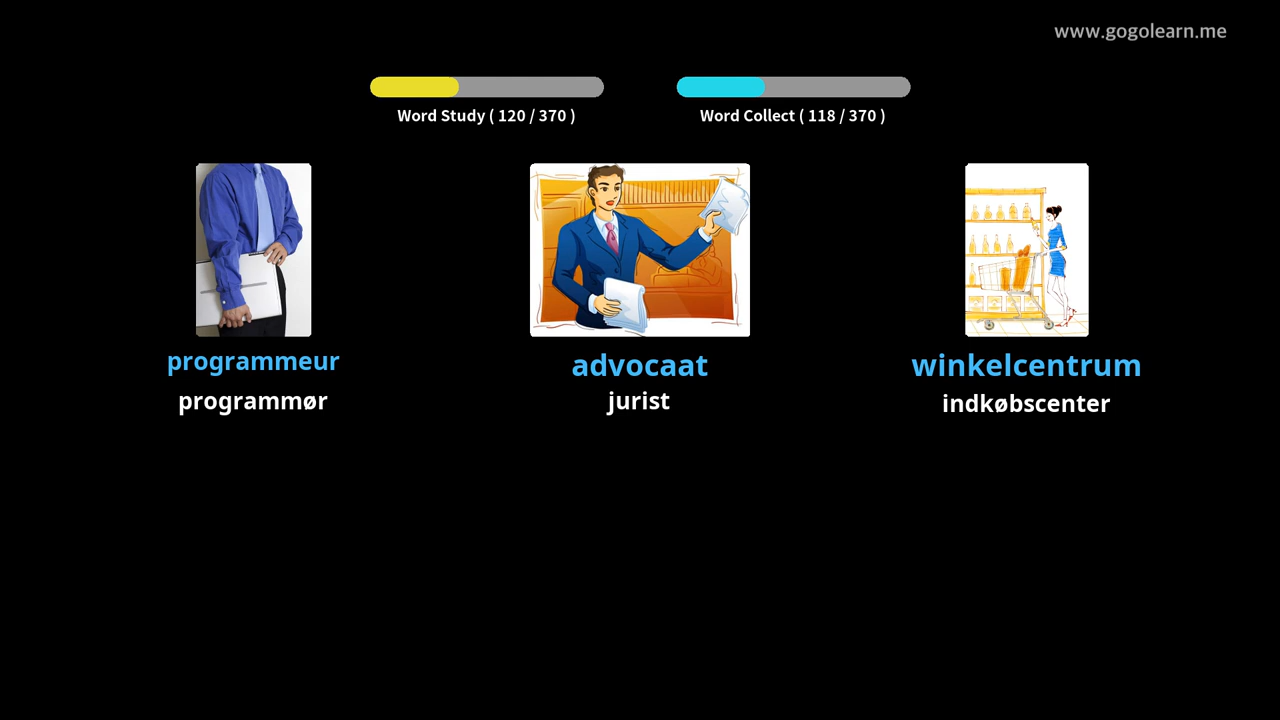 www.gogolearn.me
Word Study ( 120 / 370 )
Word Collect ( 118 / 370 )
programmeur
programmør
advocaat
jurist
winkelcentrum
indkøbscenter